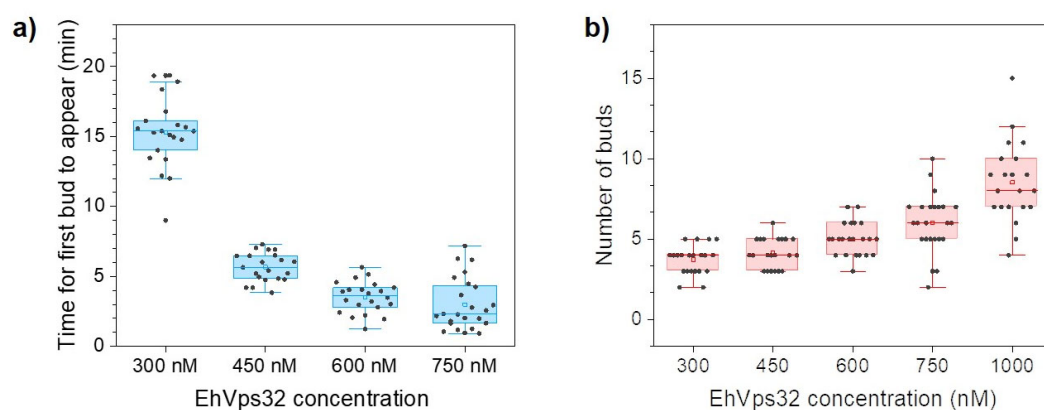 a)
Time for first bud to appear (min)
20
15
10
5
0
300 nM 450 nM 600 nM 750 nM
EhVps32 concentration
b)
Number of buds
15
10
5
0
300 450 600 750 1000
EhVps32 concentration (nM)